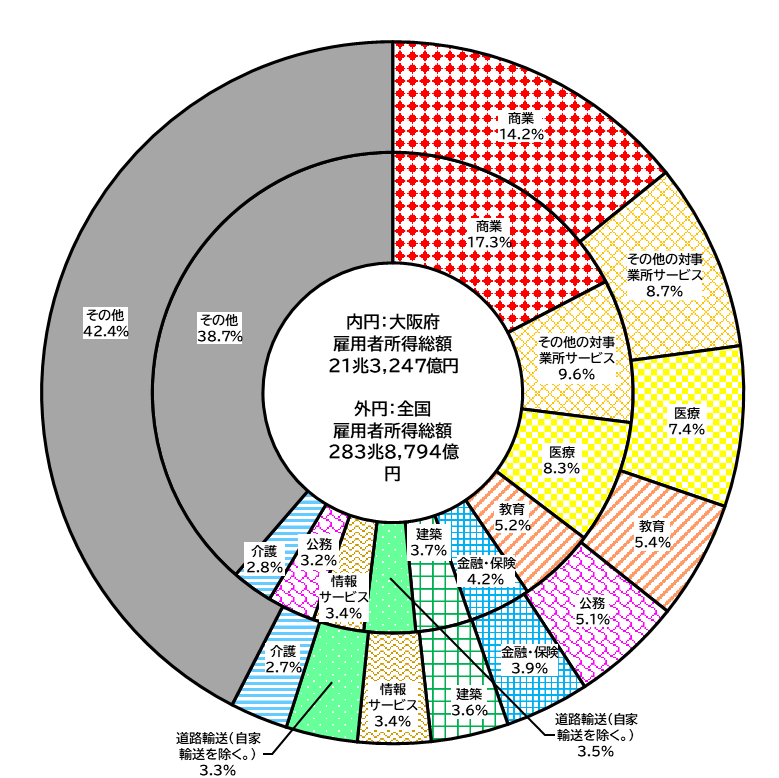 商業
14.2%
その他の対事
業所サービス
8.7%
医療
7.4%
教育
5.4%
公務
5.1%
金融・保険
3.9%
建築
3.6%
情報
サービス
3.4%
道路輸送(自家
輸送を除く。)
3.3%
介護
2.7%
その他
42.4%
商業
17.3%
その他の対事
業所サービス
9.6%
医療
8.3%
教育
5.2%
金融・保険
4.2%
建築
3.7%
道路輸送(自家
輸送を除く。)
3.5%
情報
サービス
3.4%
公務
3.2%
介護
2.8%
その他
38.7%
内円:大阪府
雇用者所得総額
21兆3,247億円
外円:全国
雇用者所得総額
283兆8,794億
円